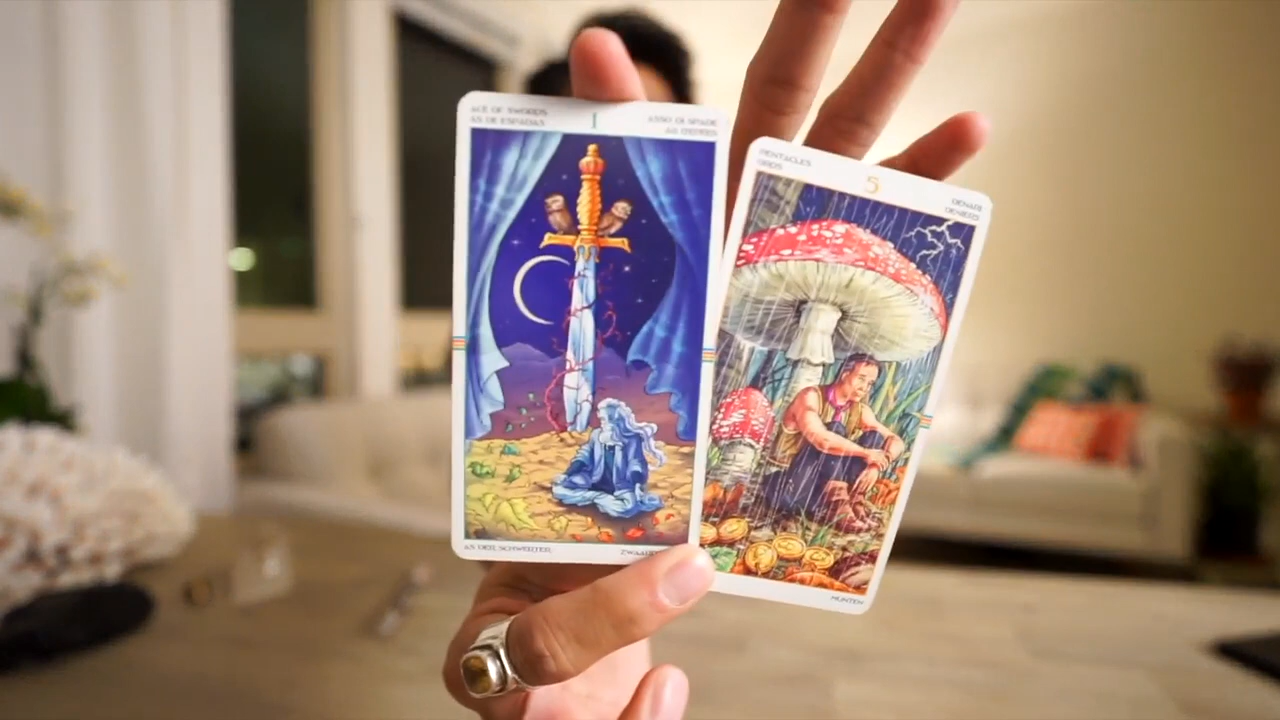 ACE OF SWORDS
AS DE ESPADAS
I
ASSO DI SPADE
AS D'ÉPÉES
AS DER SCHWERTER
PENTACLES
OROS
5
DENARI
DENIERS
MUNTEN